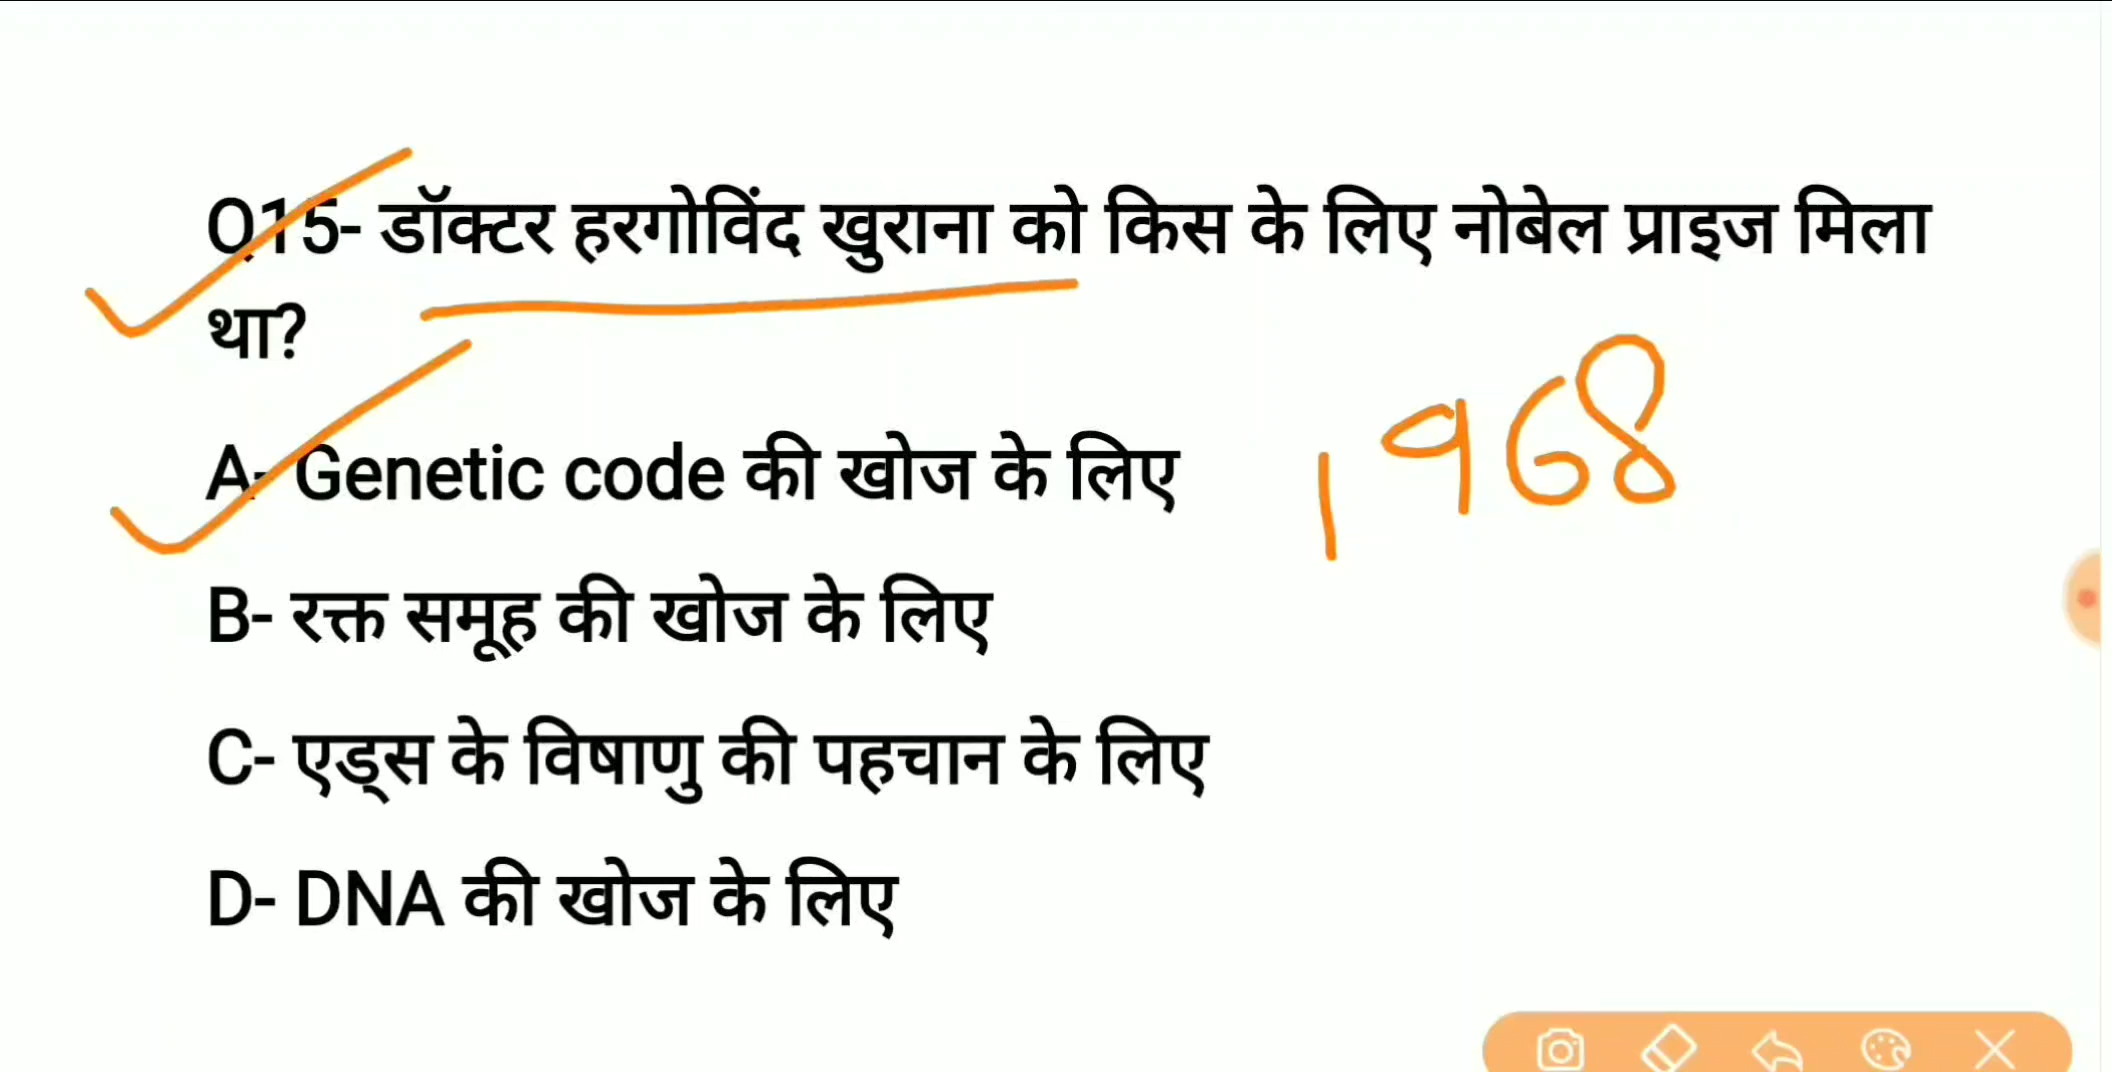 Q15- डॉक्टर हरगोविंद खुराना को किस के लिए नोबेल प्राइज मिला
था?
A- Genetic code की खोज के लिए
1968
B- रक्त समूह की खोज के लिए
C- एड्स के विषाणु की पहचान के लिए
D- DNA की खोज के लिए